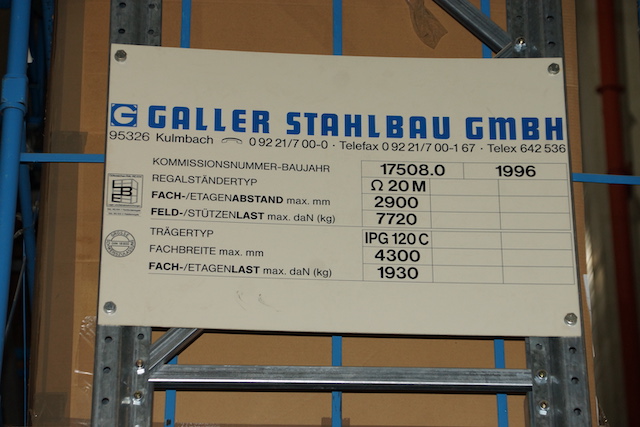 G GALLER STAHLBAU GMBH
95326 Kulmbach 0 92 21/7 00-0 · Telefax 0 92 21/7 00-1 67 · Telex 642 536
KOMMISSIONSNUMMER-BAUJAHR 17508.0 1996
REGALSTÄNDERTYP Ω 20 M
FACH-/ETAGENABSTAND max. mm 2900
FELD-/STÜTZENLAST max. daN (kg) 7720
TRÄGERTYP IPG 120 C
FACHBREITE max. mm 4300
FACH-/ETAGENLAST max. daN (kg) 1930